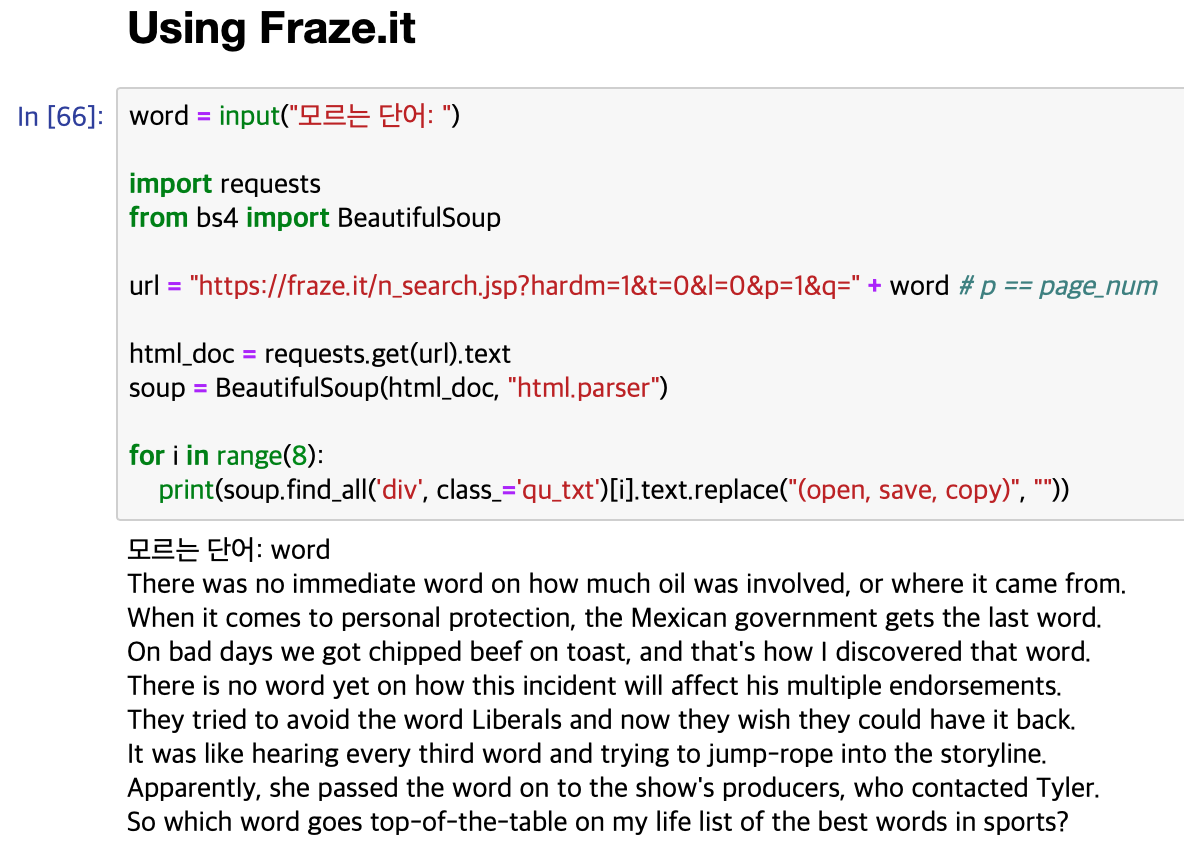 Using Fraze.it
In [66]:
word = input("모르는 단어: ")
import requests
from bs4 import BeautifulSoup
url = "https://fraze.it/n_search.jsp?hardm=1&t=0&l=0&p=1&q=" + word # p == page_num
html_doc = requests.get(url).text
soup = BeautifulSoup(html_doc, "html.parser")
for i in range(8):
    print(soup.find_all('div', class_='qu_txt')[i].text.replace("(open, save, copy)", ""))
모르는 단어: word
There was no immediate word on how much oil was involved, or where it came from.
When it comes to personal protection, the Mexican government gets the last word.
On bad days we got chipped beef on toast, and that's how I discovered that word.
There is no word yet on how this incident will affect his multiple endorsements.
They tried to avoid the word Liberals and now they wish they could have it back.
It was like hearing every third word and trying to jump-rope into the storyline.
Apparently, she passed the word on to the show's producers, who contacted Tyler.
So which word goes top-of-the-table on my life list of the best words in sports?